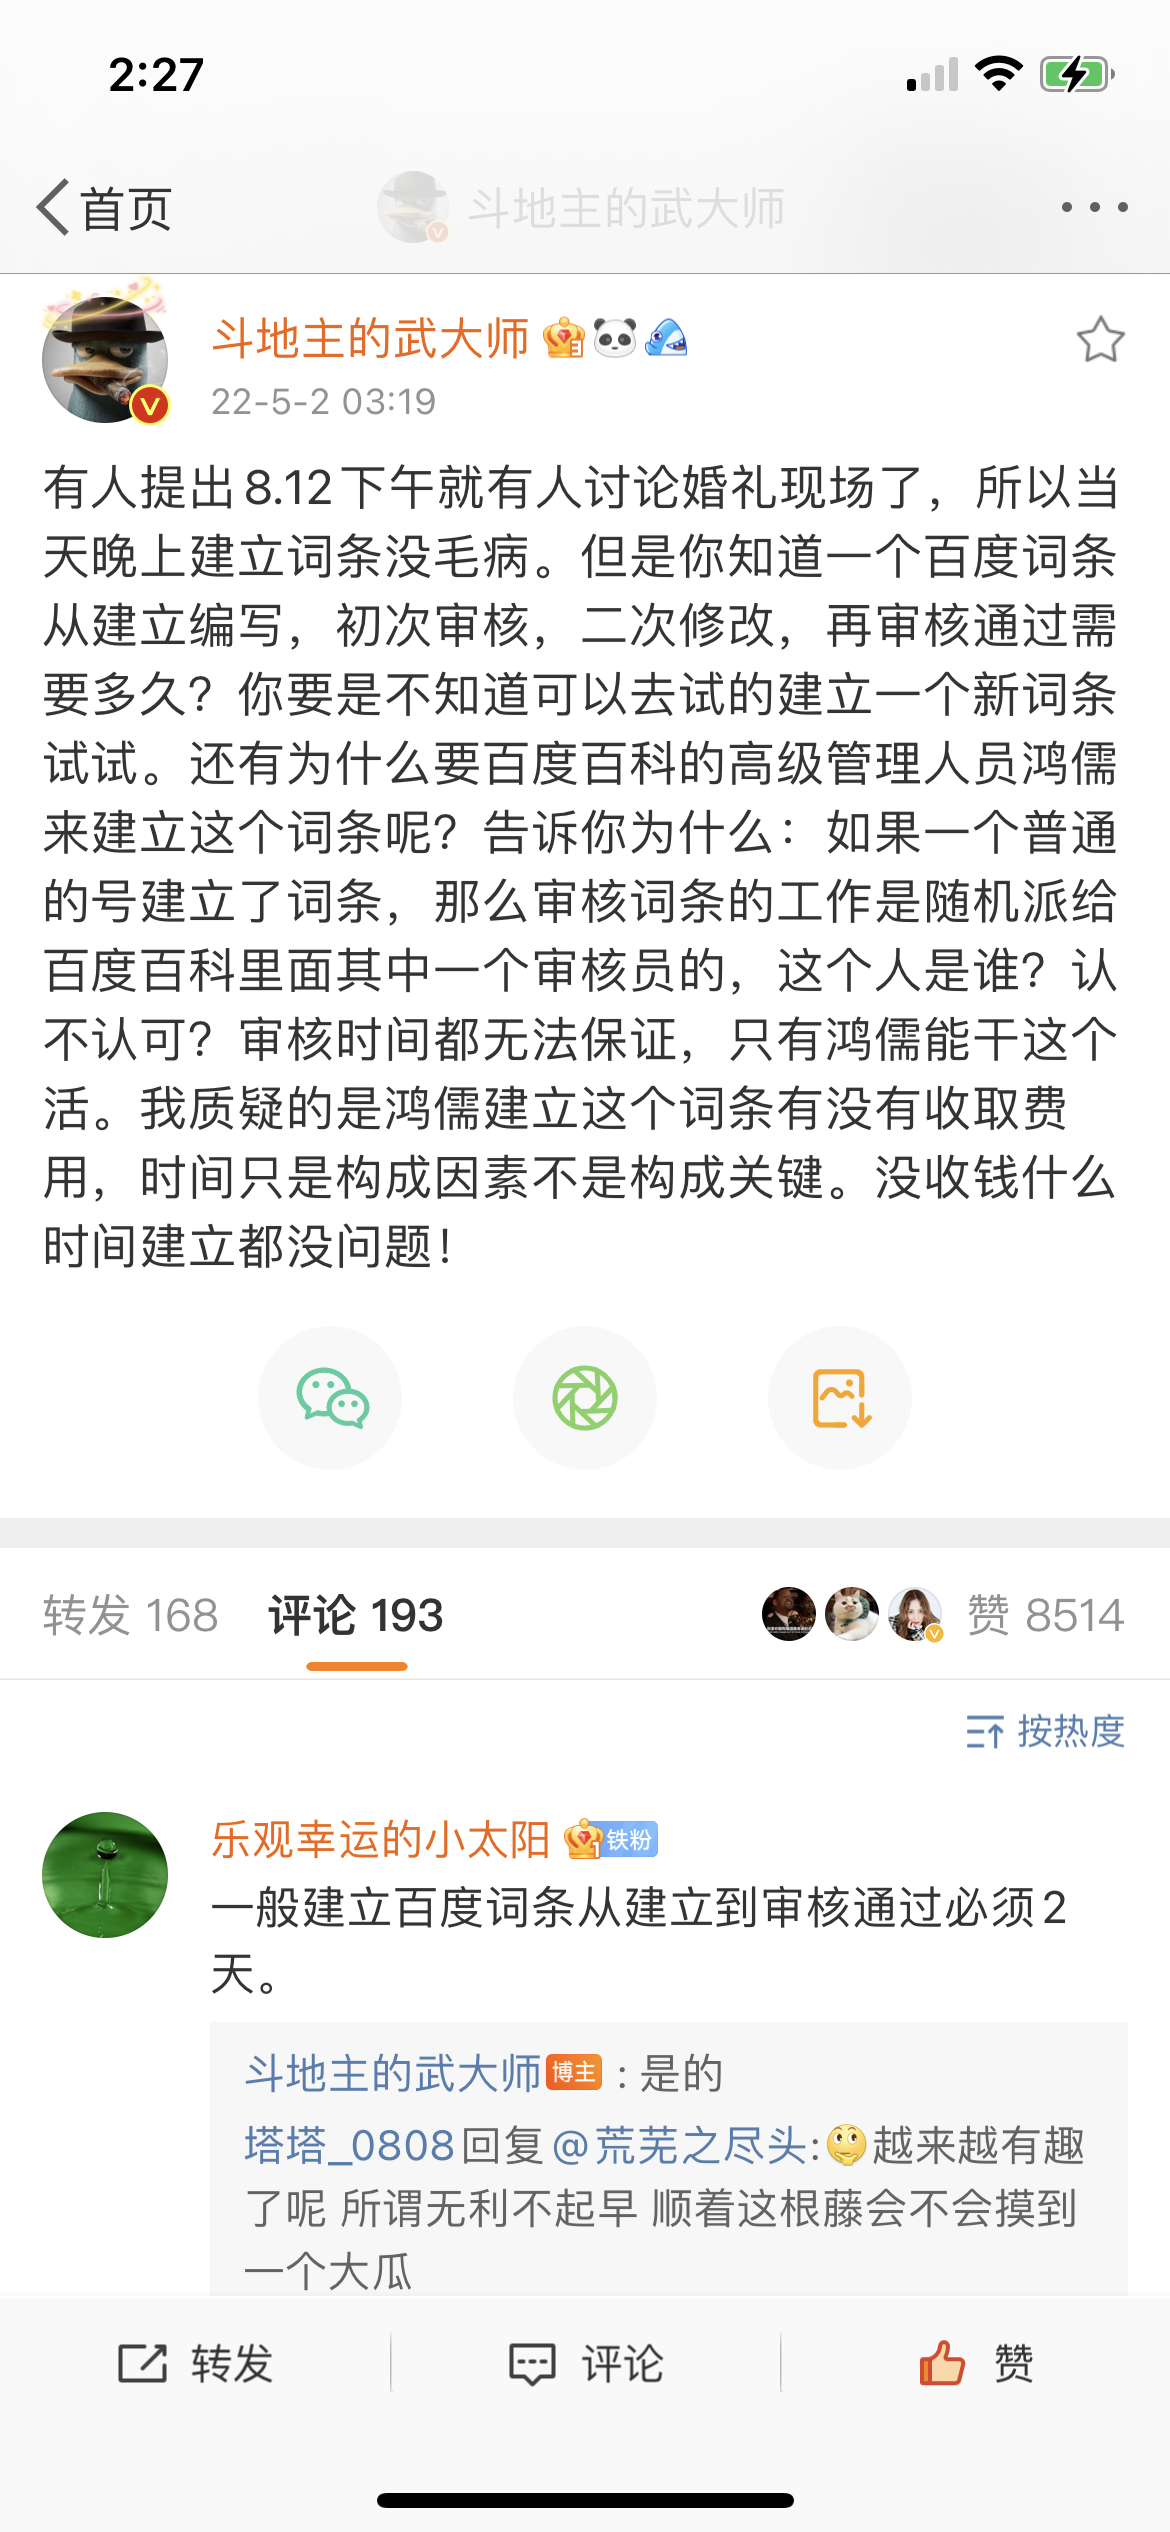 2:27
首页
斗地主的武大师
斗地主的武大师
22-5-2 03:19
有人提出8.12下午就有人讨论婚礼现场了，所以当
天晚上建立词条没毛病。但是你知道一个百度词条
从建立编写，初次审核，二次修改，再审核通过需
要多久？你要是不知道可以去试的建立一个新词条
试试。还有为什么要百度百科的高级管理人员鸿儒
来建立这个词条呢？告诉你为什么：如果一个普通
的号建立了词条，那么审核词条的工作是随机派给
百度百科里面其中一个审核员的，这个人是谁？认
不认可？审核时间都无法保证，只有鸿儒能干这个
活。我质疑的是鸿儒建立这个词条有没有收取费
用，时间只是构成因素不是构成关键。没收钱什么
时间建立都没问题！
转发 168 评论 193 赞 8514
按热度
乐观幸运的小太阳 1 铁粉
一般建立百度词条从建立到审核通过必须2
天。
斗地主的武大师 博主 : 是的
塔塔_0808回复@荒芜之尽头: 越来越有趣
了呢 所谓无利不起早 顺着这根藤会不会摸到
一个大瓜
转发 评论 赞